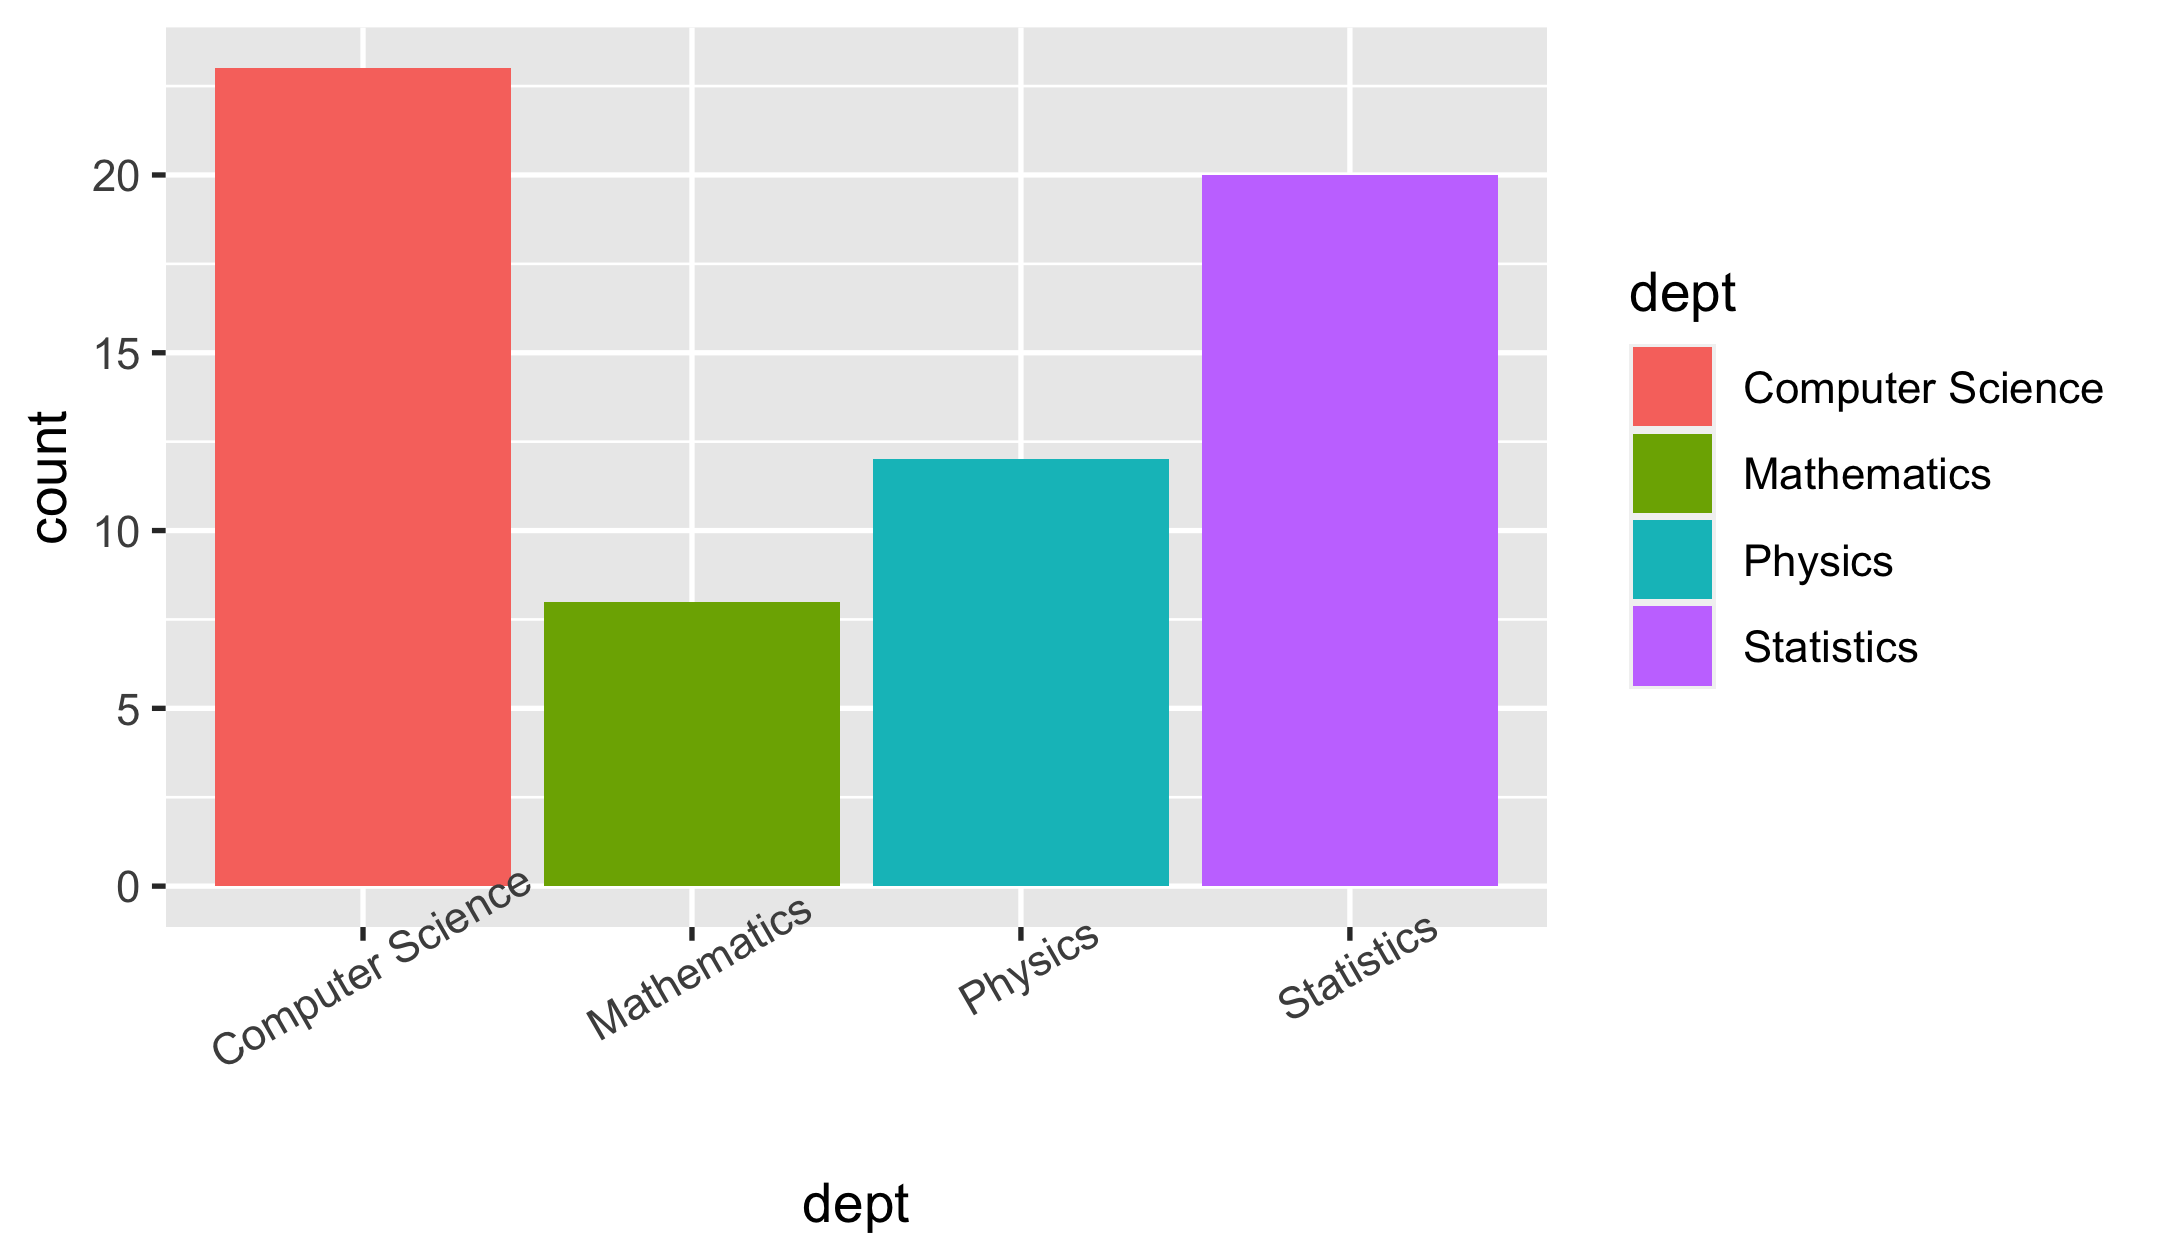 count
20
15
10
5
0
Computer Science
Mathematics
Physics
Statistics
dept
dept
Computer Science
Mathematics
Physics
Statistics